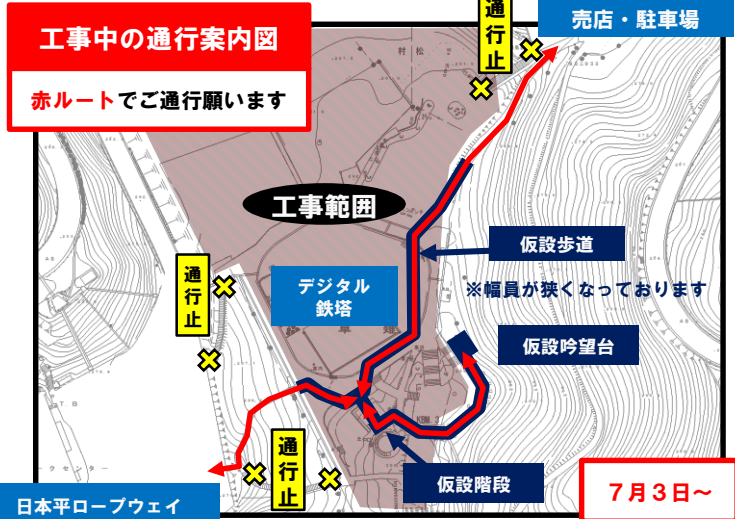 工事中の通行案内図
赤ルートでご通行願います
通行止
売店・駐車場
村松
工事範囲
仮設歩道
※幅員が狭くなっております
通行止
デジタル
鉄塔
仮設吟望台
通行止
仮設階段
日本平ロープウェイ
7月3日~